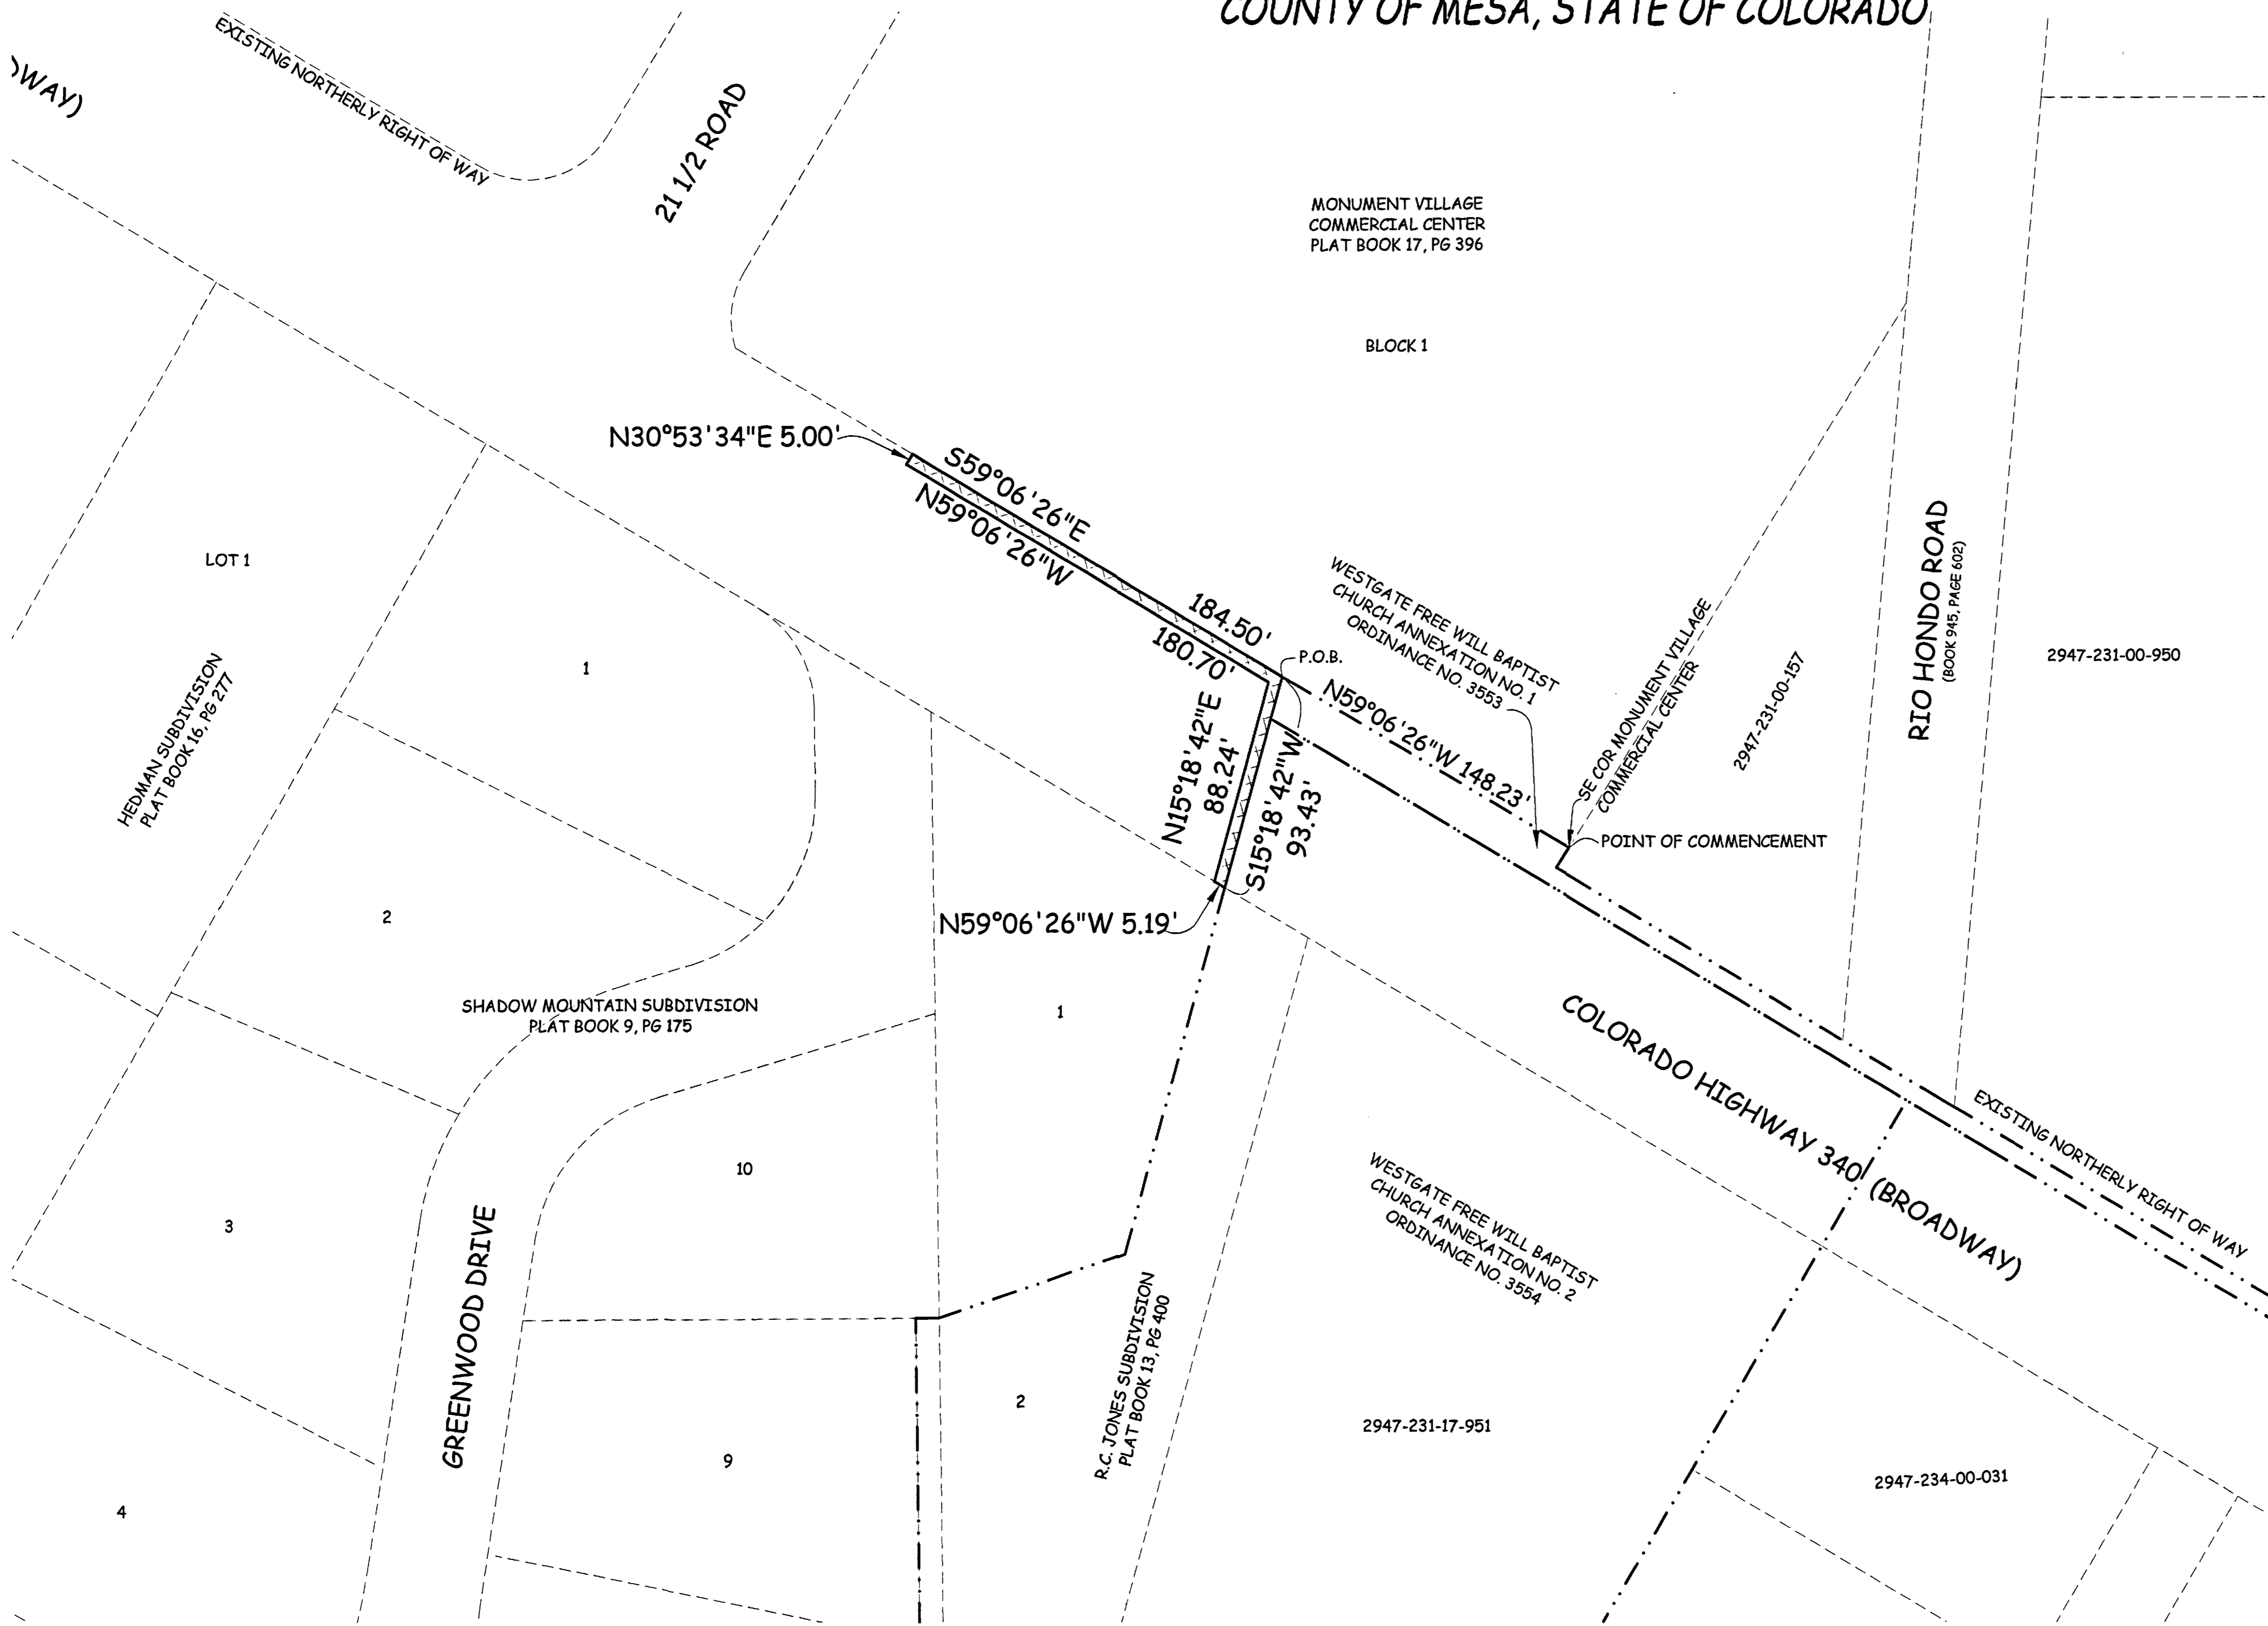 COUNTY OF MESA, STATE OF COLORADO
EXISTING NORTHERLY RIGHT OF WAY
WAY)
21 1/2 ROAD
MONUMENT VILLAGE
COMMERCIAL CENTER
PLAT BOOK 17, PG 396
BLOCK 1
N30°53'34"E 5.00'
S59°06'26"E
184.50'
N59°06'26"W
180.70'
LOT 1
HEDMAN SUBDIVISION
PLAT BOOK 16, PG 277
1
P.O.B.
WESTGATE FREE WILL BAPTIST
CHURCH ANNEXATION NO. 1
ORDINANCE NO. 3553
N59°06'26"W 148.23'
SE COR MONUMENT VILLAGE
COMMERCIAL CENTER
2947-231-00-157
RIO HONDO ROAD
(BOOK 945, PAGE 602)
2947-231-00-950
N15°18'42"E
88.24'
S15°18'42"W
93.43'
POINT OF COMMENCEMENT
N59°06'26"W 5.19'
2
SHADOW MOUNTAIN SUBDIVISION
PLAT BOOK 9, PG 175
1
COLORADO HIGHWAY 340 (BROADWAY)
EXISTING NORTHERLY RIGHT OF WAY
10
3
GREENWOOD DRIVE
WESTGATE FREE WILL BAPTIST
CHURCH ANNEXATION NO. 2
ORDINANCE NO. 3554
R.C. JONES SUBDIVISION
PLAT BOOK 13, PG 400
2
2947-231-17-951
9
2947-234-00-031
4